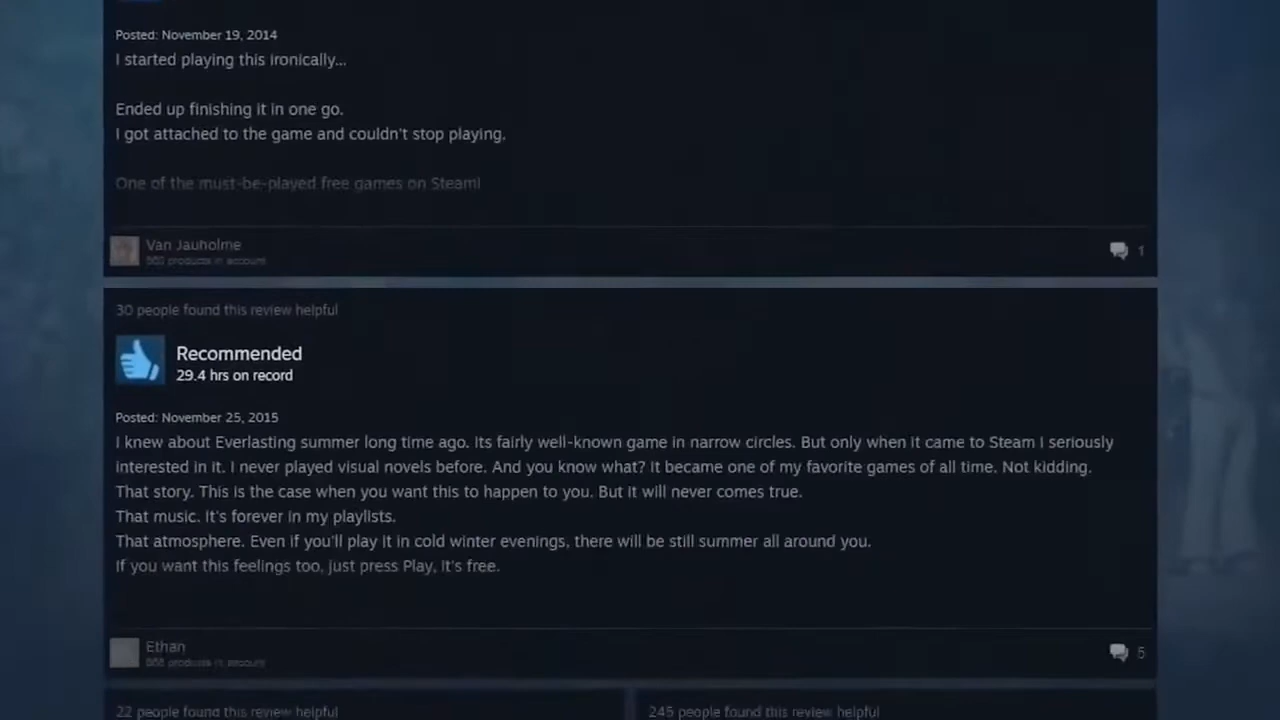 Posted: November 19, 2014
I started playing this ironically...
Ended up finishing it in one go.
I got attached to the game and couldn't stop playing.
One of the must-be-played free games on Steam!
Van Jauholme
products in account
1
30 people found this review helpful
Recommended
29.4 hrs on record
Posted: November 25, 2015
I knew about Everlasting summer long time ago. Its fairly well-known game in narrow circles. But only when it came to Steam I seriously
interested in it. I never played visual novels before. And you know what? It became one of my favorite games of all time. Not kidding.
That story. This is the case when you want this to happen to you. But it will never comes true.
That music. It's forever in my playlists.
That atmosphere. Even if you'll play it in cold winter evenings, there will be still summer all around you.
If you want this feelings too, just press Play, it's free.
Ethan
products in account
5
22 people found this review helpful
245 people found this review helpful